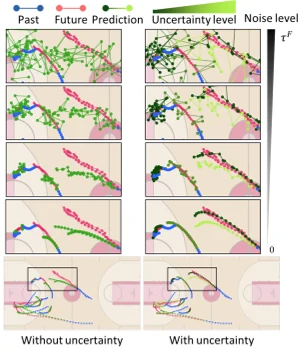 Past Future Prediction Uncertainty level Noise level
τ^F
0
Without uncertainty With uncertainty